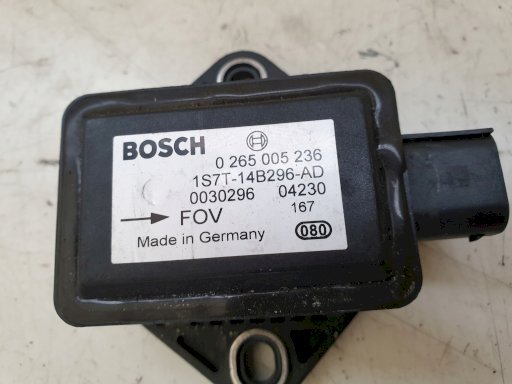 BOSCH
0 265 005 236
1S7T-14B296-AD
0030296 04230
FOV 167
Made in Germany 080